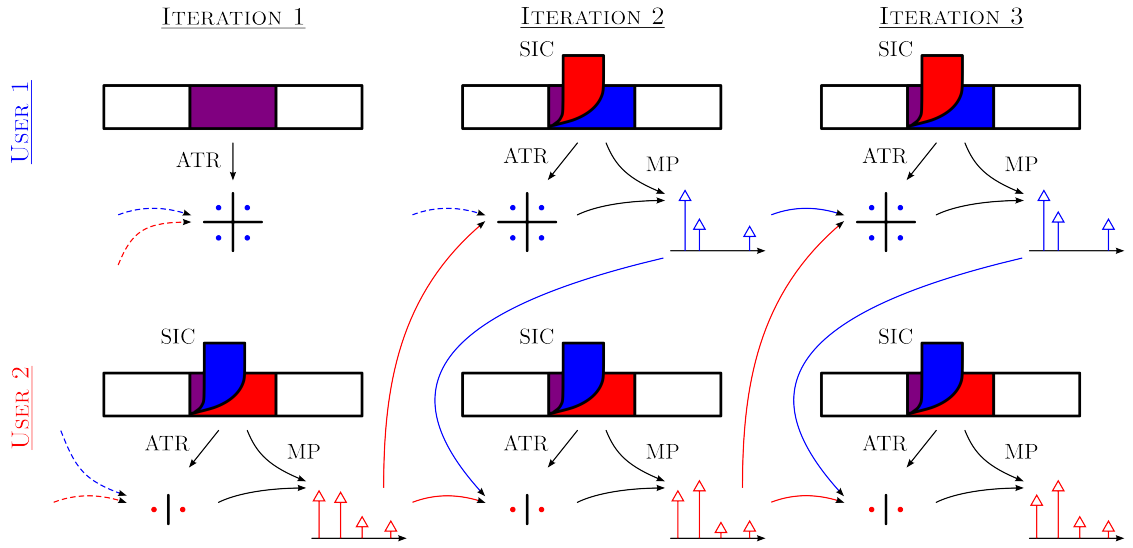 ITERATION 1
ITERATION 2
ITERATION 3
USER 1
SIC
SIC
ATR
ATR
MP
ATR
MP
USER 2
SIC
SIC
SIC
ATR
MP
ATR
MP
ATR
MP